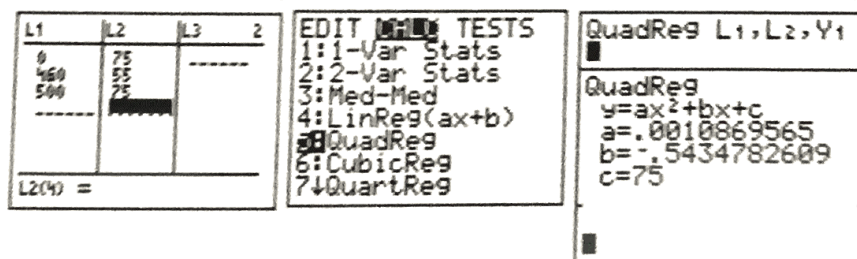 L1 L2 L3 2
0 75 ------
460 55
500 75
------
L2(4) =
EDIT CALC TESTS
1:1-Var Stats
2:2-Var Stats
3:Med-Med
4:LinReg(ax+b)
5:QuadReg
6:CubicReg
7↓QuartReg
QuadReg L1,L2,Y1
QuadReg
y=ax²+bx+c
a=.0010869565
b=-.5434782609
c=75